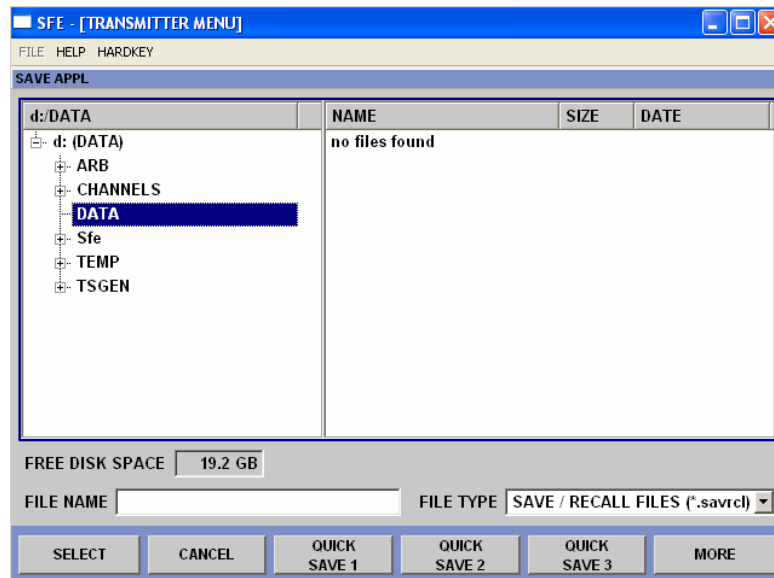 SFE - [TRANSMITTER MENU]
FILE HELP HARDKEY
SAVE APPL
d:/DATA NAME SIZE DATE
d: (DATA) no files found
ARB
CHANNELS
DATA
Sfe
TEMP
TSGEN
FREE DISK SPACE 19.2 GB
FILE NAME FILE TYPE SAVE / RECALL FILES (*.savrcl)
SELECT CANCEL QUICK SAVE 1 QUICK SAVE 2 QUICK SAVE 3 MORE